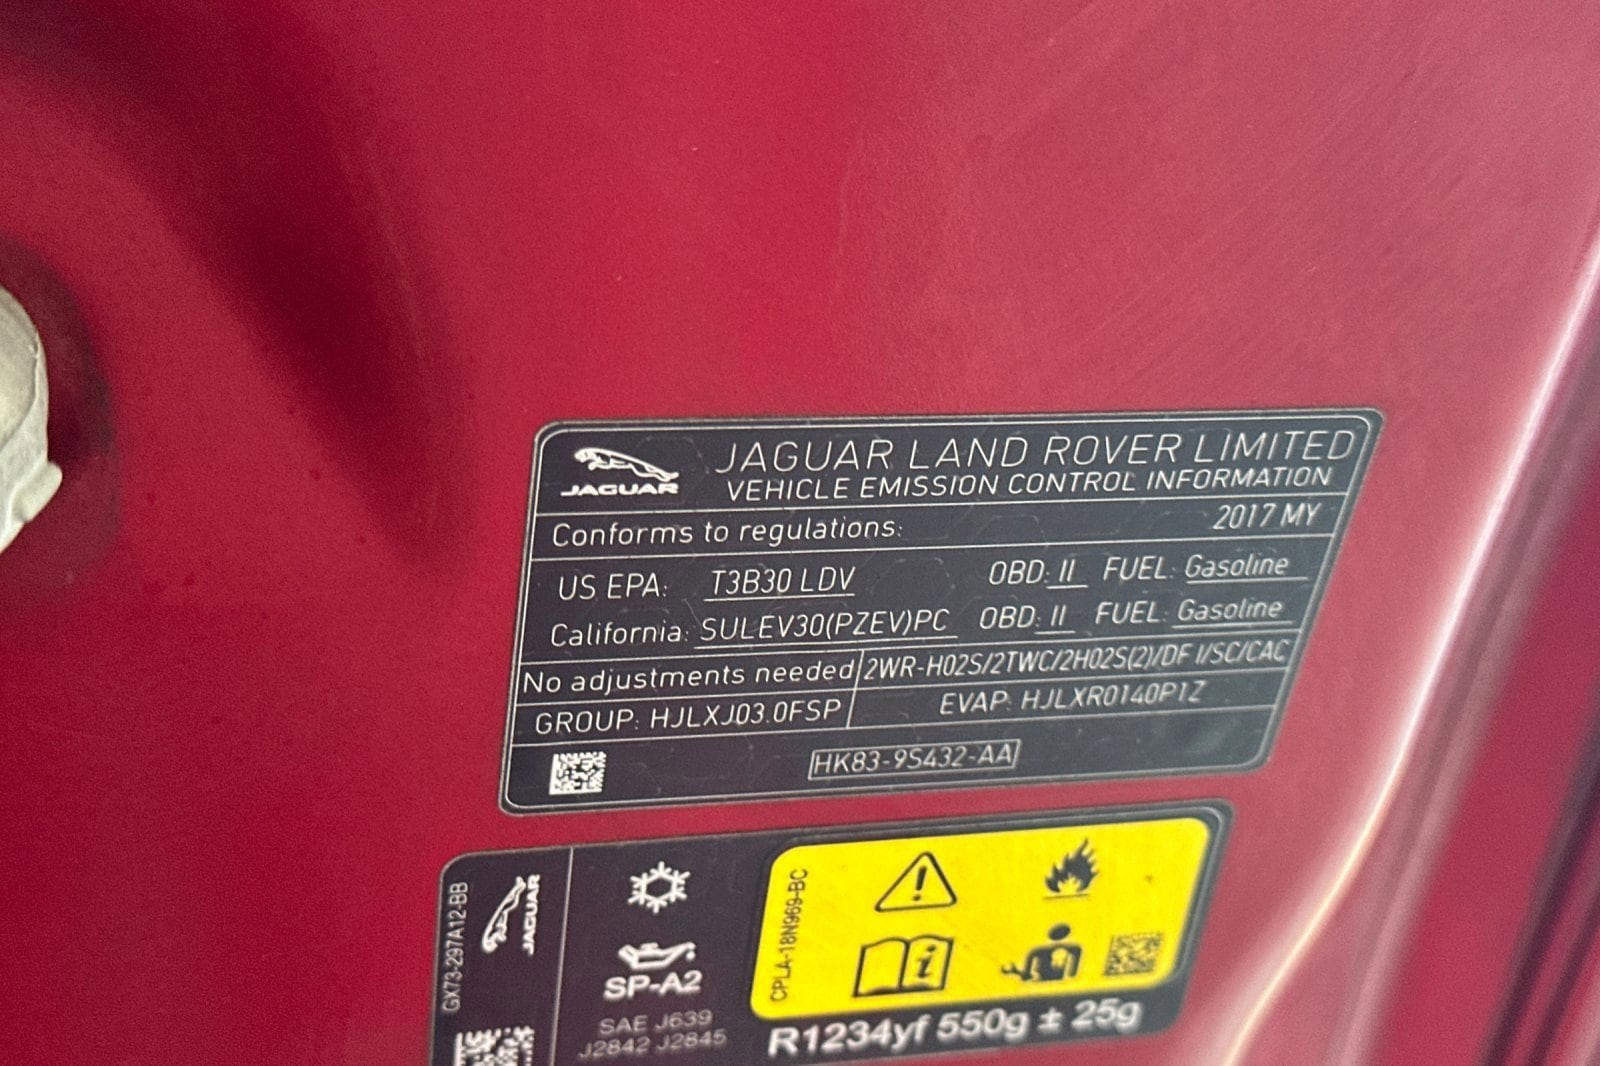 JAGUAR
JAGUAR LAND ROVER LIMITED
VEHICLE EMISSION CONTROL INFORMATION
Conforms to regulations: 2017 MY
US EPA: T3B30 LDV OBD: II FUEL: Gasoline
California: SULEV30(PZEV)PC OBD: II FUEL: Gasoline
No adjustments needed 2WR-HO2S/2TWC/2HO2S(2)/DF I/SC/CAC
GROUP: HJLXJ03.0FSP EVAP: HJLXR0140P1Z
HK83-9S432-AA
GX73-297A12-BB
JAGUAR
SP-A2
SAE J639
J2842 J2845
CPLA-18N969-BC
R1234yf 550g ± 25g